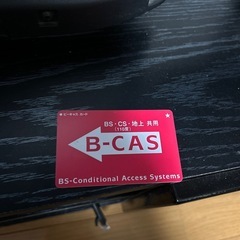 BS・CS・地上 共用
(110度)
B-CAS
BS-Conditional Access Systems